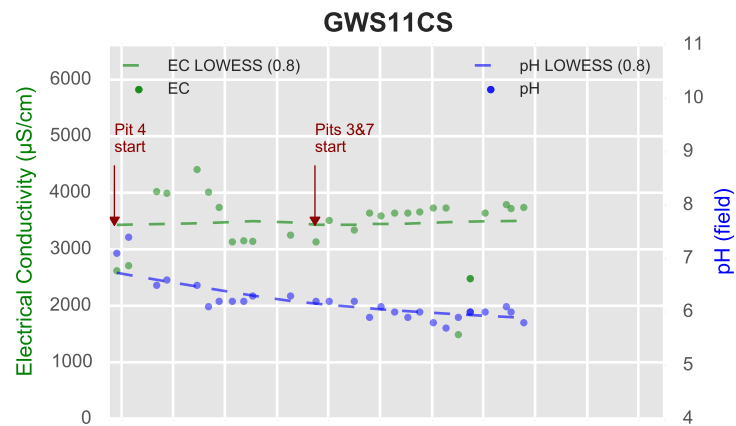 GWS11CS
EC LOWESS (0.8)
EC
pH LOWESS (0.8)
pH
Pit 4
start
Pits 3&7
start
Electrical Conductivity (µS/cm)
6000
5000
4000
3000
2000
1000
0
pH (field)
11
10
9
8
7
6
5
4